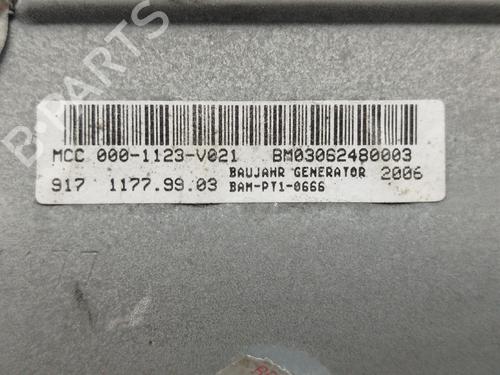 B-PARTS
MCC 000-1123-V021 BM03062480003
917 1177.99.03 BAUJAHR GENERATOR 2006
BAM-PT1-0666